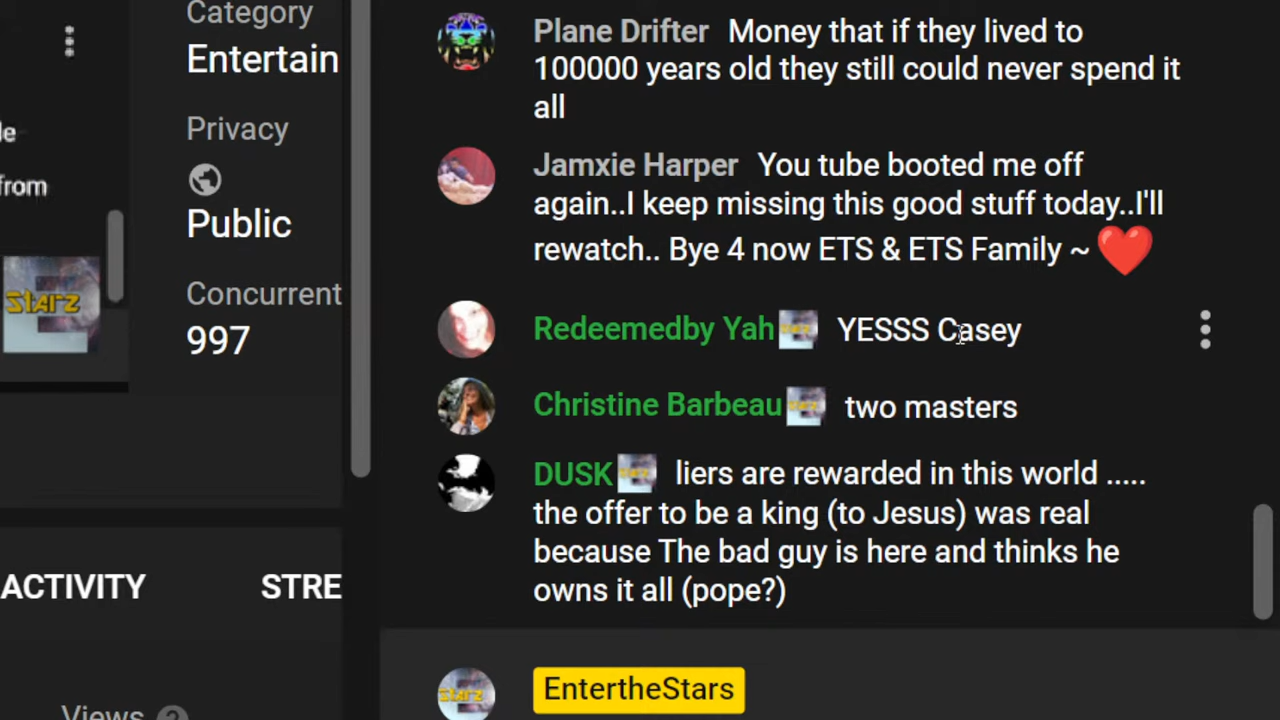 Category
Entertain
Privacy
Public
Concurrent
997
le
from
STARZ
ACTIVITY STRE
Views
Plane Drifter Money that if they lived to
100000 years old they still could never spend it
all
Jamxie Harper You tube booted me off
again..I keep missing this good stuff today..I'll
rewatch.. Bye 4 now ETS & ETS Family ~ ❤️
Redeemedby Yah YESSS Casey
Christine Barbeau two masters
DUSK liers are rewarded in this world .....
the offer to be a king (to Jesus) was real
because The bad guy is here and thinks he
owns it all (pope?)
EntertheStars